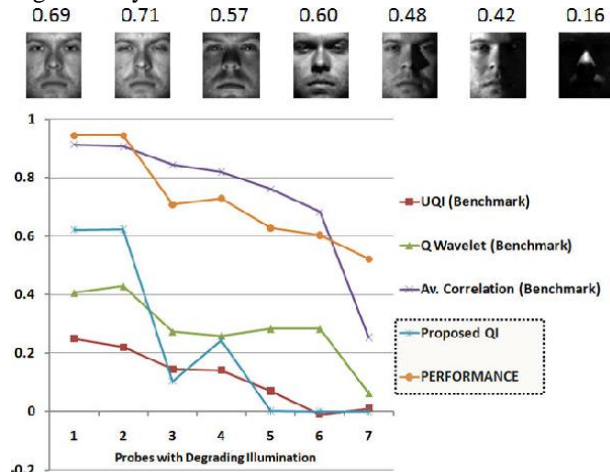 0.69 0.71 0.57 0.60 0.48 0.42 0.16
1
0.8
0.6
0.4
0.2
0
-0.2
1 2 3 4 5 6 7
Probes with Degrading Illumination
UQI (Benchmark)
Q Wavelet (Benchmark)
Av. Correlation (Benchmark)
Proposed QI
PERFORMANCE